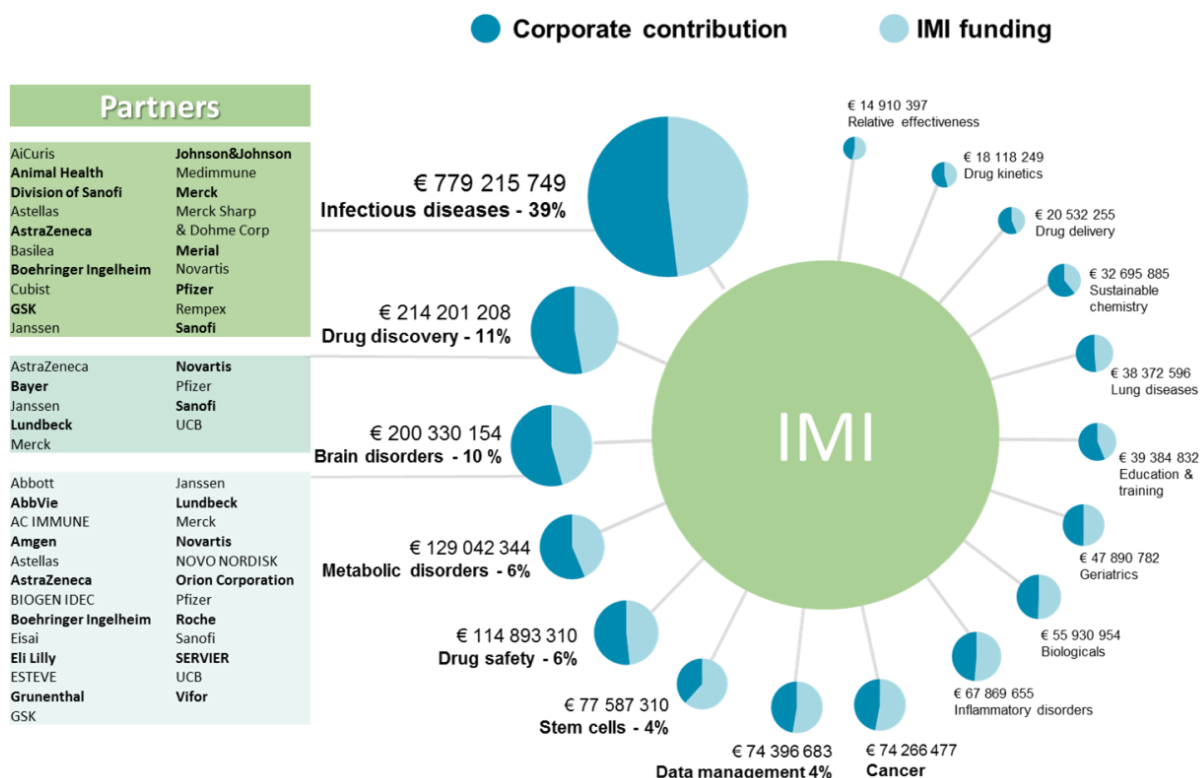 Corporate contribution
IMI funding
Partners
AiCuris
Animal Health
Division of Sanofi
Astellas
AstraZeneca
Basilea
Boehringer Ingelheim
Cubist
GSK
Janssen
Johnson&Johnson
Medimmune
Merck
Merck Sharp
& Dohme Corp
Merial
Novartis
Pfizer
Rempex
Sanofi
AstraZeneca
Bayer
Janssen
Lundbeck
Merck
Novartis
Pfizer
Sanofi
UCB
Abbott
AbbVie
AC IMMUNE
Amgen
Astellas
AstraZeneca
BIOGEN IDEC
Boehringer Ingelheim
Eisai
Eli Lilly
ESTEVE
Grunenthal
GSK
Janssen
Lundbeck
Merck
Novartis
NOVO NORDISK
Orion Corporation
Pfizer
Roche
Sanofi
SERVIER
UCB
Vifor
€ 779 215 749
Infectious diseases - 39%
€ 214 201 208
Drug discovery - 11%
€ 200 330 154
Brain disorders - 10 %
€ 129 042 344
Metabolic disorders - 6%
€ 114 893 310
Drug safety - 6%
€ 77 587 310
Stem cells - 4%
€ 74 396 683
Data management 4%
€ 74 266 477
Cancer
IMI
€ 14 910 397
Relative effectiveness
€ 18 118 249
Drug kinetics
€ 20 532 255
Drug delivery
€ 32 695 885
Sustainable
chemistry
€ 38 372 596
Lung diseases
€ 39 384 832
Education &
training
€ 47 890 782
Geriatrics
€ 55 930 954
Biologicals
€ 67 869 655
Inflammatory disorders